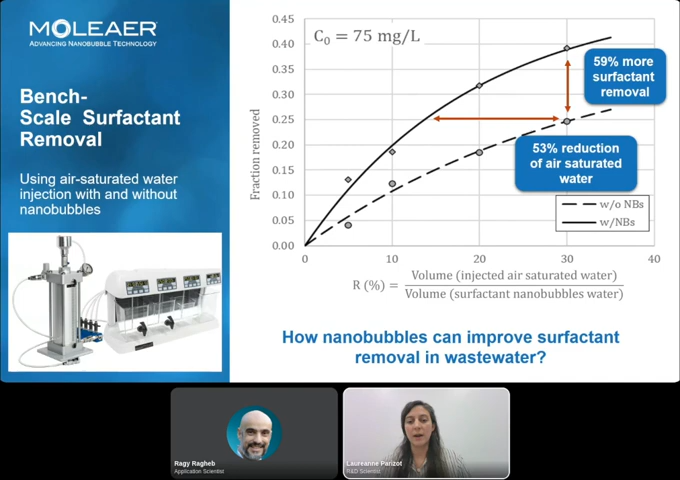 MOLEAER
ADVANCING NANOBUBBLE TECHNOLOGY
Bench-
Scale Surfactant
Removal
Using air-saturated water
injection with and without
nanobubbles
C₀ = 75 mg/L
59% more
surfactant
removal
53% reduction
of air saturated
water
w/o NBs
w/NBs
Fraction removed
0.45
0.40
0.35
0.30
0.25
0.20
0.15
0.10
0.05
0.00
0 10 20 30 40
R (%) = Volume (injected air saturated water)
Volume (surfactant nanobubbles water)
How nanobubbles can improve surfactant
removal in wastewater?
Ragy Ragheb
Application Scientist
Laureanne Parizot
R&D Scientist